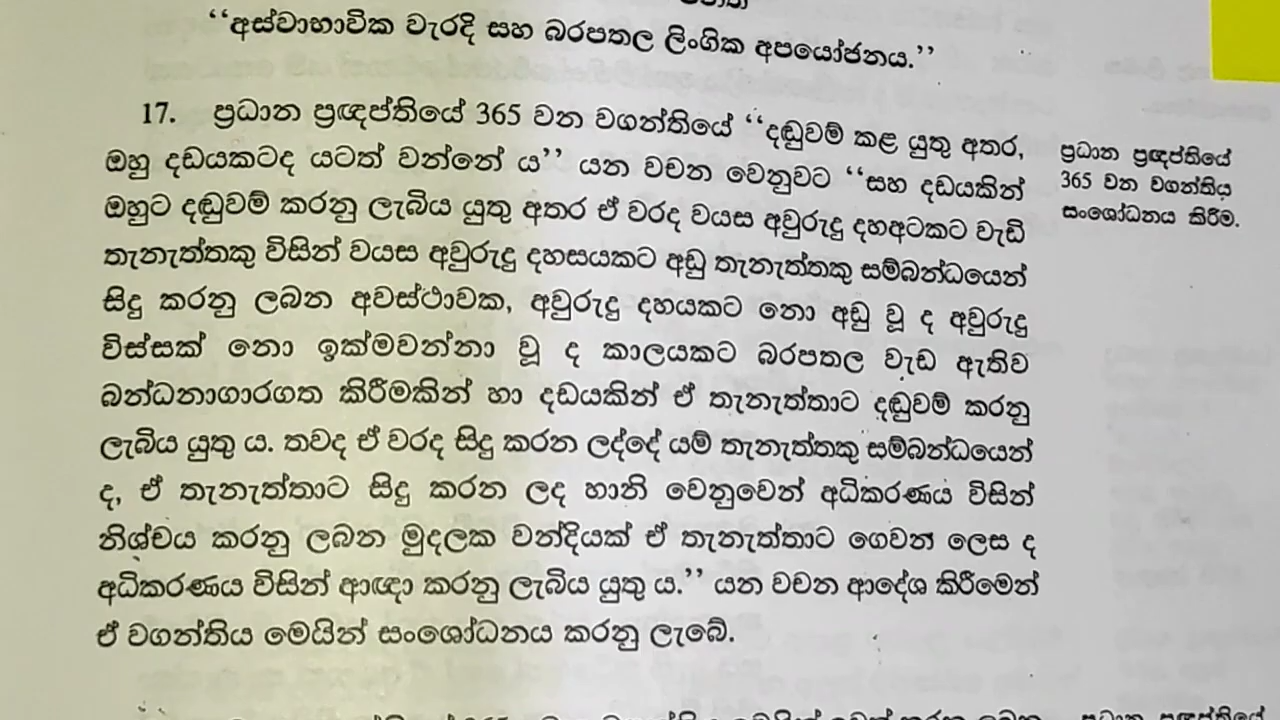 “අස්වාභාවික වැරදි සහ බරපතල ලිංගික අපයෝජනය.”
17. ප්‍රධාන ප්‍රඥප්තියේ 365 වන වගන්තියේ “දඬුවම් කළ යුතු අතර,
ඔහු දඩයකටද යටත් වන්නේ ය” යන වචන වෙනුවට “සහ දඩයකින්
ඔහුට දඬුවම් කරනු ලැබිය යුතු අතර ඒ වරද වයස අවුරුදු දහඅටකට වැඩි
තැනැත්තකු විසින් වයස අවුරුදු දහසයකට අඩු තැනැත්තකු සම්බන්ධයෙන්
සිදු කරනු ලබන අවස්ථාවක, අවුරුදු දහයකට නො අඩු වූ ද අවුරුදු
විස්සක් නො ඉක්මවන්නා වූ ද කාලයකට බරපතල වැඩ ඇතිව
බන්ධනාගාරගත කිරීමකින් හා දඩයකින් ඒ තැනැත්තාට දඬුවම් කරනු
ලැබිය යුතු ය. තවද ඒ වරද සිදු කරන ලද්දේ යම් තැනැත්තකු සම්බන්ධයෙන්
ද, ඒ තැනැත්තාට සිදු කරන ලද හානි වෙනුවෙන් අධිකරණය විසින්
නිශ්චය කරනු ලබන මුදලක වන්දියක් ඒ තැනැත්තාට ගෙවන ලෙස ද
අධිකරණය විසින් ආඥා කරනු ලැබිය යුතු ය.” යන වචන ආදේශ කිරීමෙන්
ඒ වගන්තිය මෙයින් සංශෝධනය කරනු ලැබේ.
ප්‍රධාන ප්‍රඥප්තියේ
365 වන වගන්තිය
සංශෝධනය කිරීම.
ප්‍රධාන ප්‍රඥප්තියේ